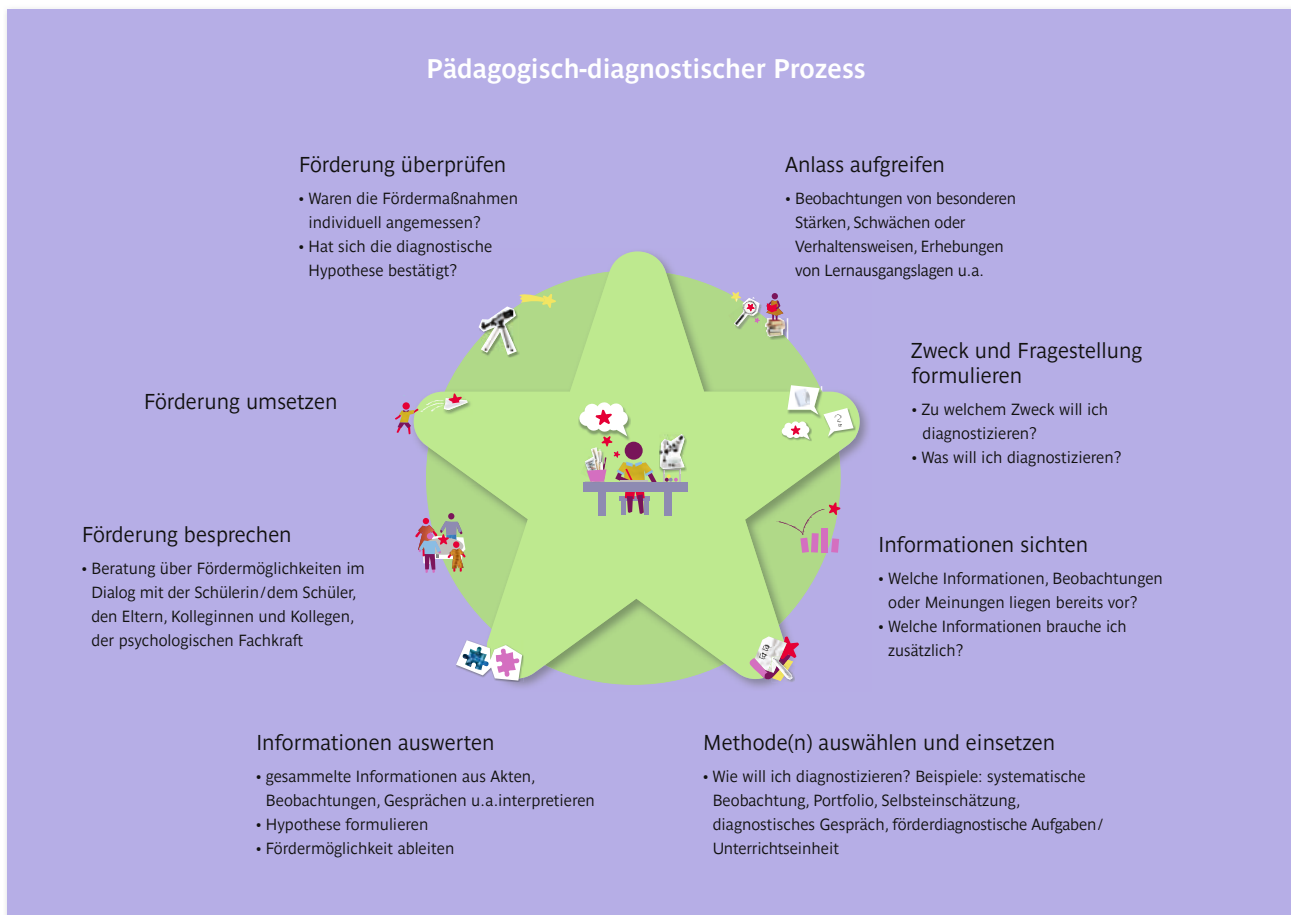 Pädagogisch-diagnostischer Prozess
Anlass aufgreifen
• Beobachtungen von besonderen
Stärken, Schwächen oder
Verhaltensweisen, Erhebungen
von Lernausgangslagen u.a.
Zweck und Fragestellung
formulieren
• Zu welchem Zweck will ich
diagnostizieren?
• Was will ich diagnostizieren?
Informationen sichten
• Welche Informationen, Beobachtungen
oder Meinungen liegen bereits vor?
• Welche Informationen brauche ich
zusätzlich?
Methode(n) auswählen und einsetzen
• Wie will ich diagnostizieren? Beispiele: systematische
Beobachtung, Portfolio, Selbsteinschätzung,
diagnostisches Gespräch, förderdiagnostische Aufgaben/
Unterrichtseinheit
Informationen auswerten
• gesammelte Informationen aus Akten,
Beobachtungen, Gesprächen u.a.interpretieren
• Hypothese formulieren
• Fördermöglichkeit ableiten
Förderung besprechen
• Beratung über Fördermöglichkeiten im
Dialog mit der Schülerin/dem Schüler,
den Eltern, Kolleginnen und Kollegen,
der psychologischen Fachkraft
Förderung umsetzen
Förderung überprüfen
• Waren die Fördermaßnahmen
individuell angemessen?
• Hat sich die diagnostische
Hypothese bestätigt?